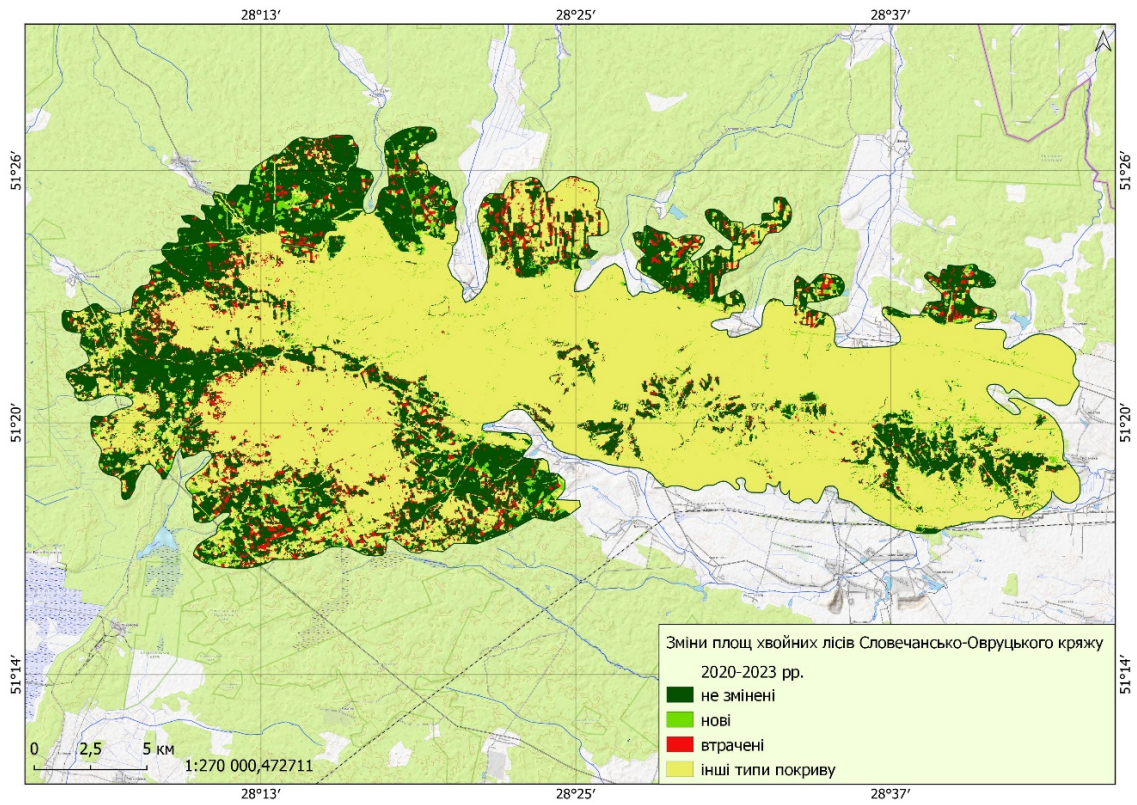 28°13′ 28°25′ 28°37′
51°26′ 51°26′
51°20′ 51°20′
51°14′ 51°14′
Зміни площ хвойних лісів Словечансько-Овруцького кряжу
2020-2023 рр.
не змінені
нові
втрачені
інші типи покриву
0 2,5 5 км
1:270 000,472711
28°13′ 28°25′ 28°37′